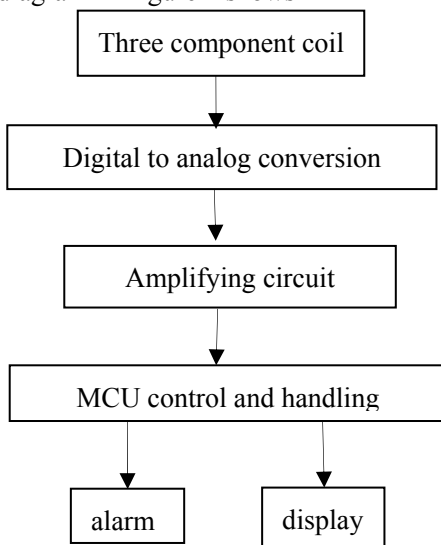 Three component coil
Digital to analog conversion
Amplifying circuit
MCU control and handling
alarm
display